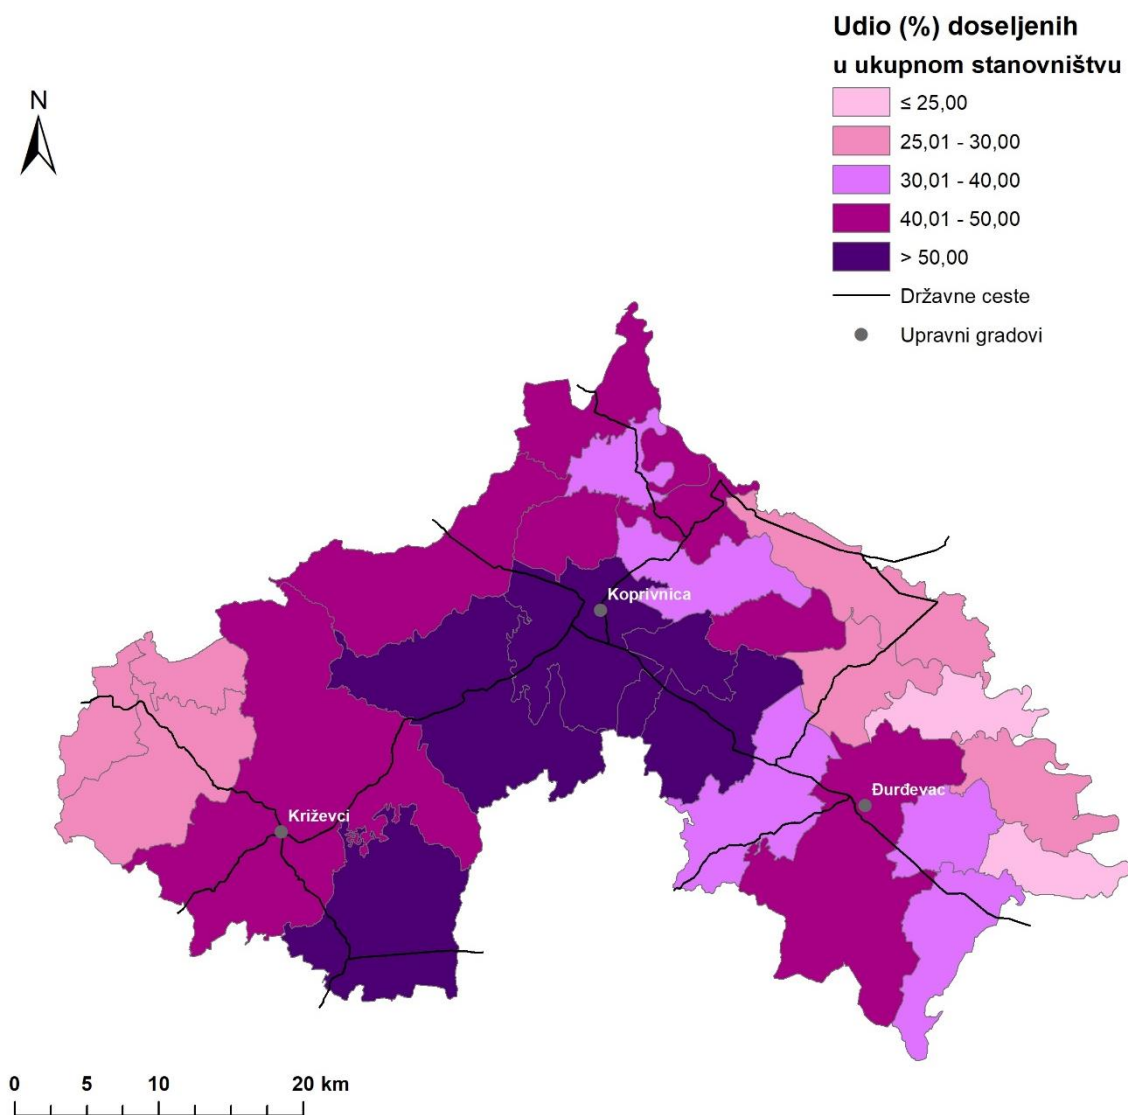 Udio (%) doseljenih
u ukupnom stanovništvu
≤ 25,00
25,01 - 30,00
30,01 - 40,00
40,01 - 50,00
> 50,00
Državne ceste
Upravni gradovi
N
Koprivnica
Đurđevac
Križevci
0 5 10 20 km